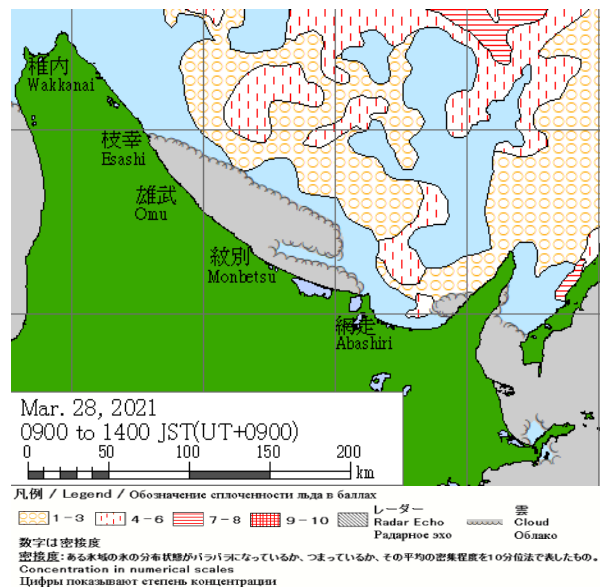 稚内
Wakkanai
枝幸
Esashi
雄武
Omu
紋別
Monbetsu
網走
Abashiri
Mar. 28, 2021
0900 to 1400 JST(UT+0900)
0 50 100 150 200
km
凡例 / Legend / Обозначение сплоченности льда в баллах
1-3 4-6 7-8 9-10 レーダー Radar Echo Радарное эхо 雲 Cloud Облако
数字は密接度
密接度:ある氷域の氷の分布状態がバラバラになっているか、つまっているか、その平均の密集程度を10分位法で表したもの。
Concentration in numerical scales
Цифры показывают степень концентрации